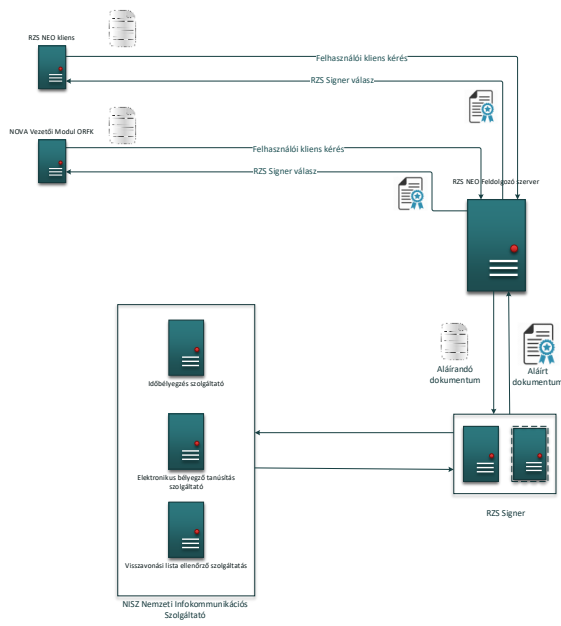 RZS NEO kliens
Felhasználói kliens kérés
RZS Signer válasz
NOVA Vezetői Modul ORFK
Felhasználói kliens kérés
RZS Signer válasz
RZS NEO Feldolgozó szerver
Időbélyegzés szolgáltató
Aláírandó
dokumentum
Aláírt
dokumentum
Elektronikus bélyegző tanúsítás
szolgáltató
RZS Signer
Visszavonási lista ellenőrző szolgáltatás
NISZ Nemzeti Infokommunikációs
Szolgáltató